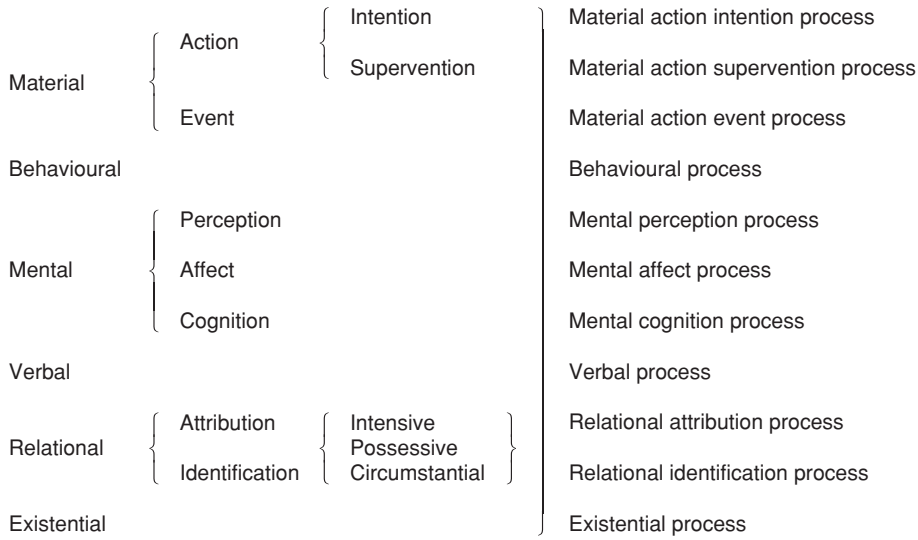 Intention Material action intention process
Action
Supervention Material action supervention process
Material
Event Material action event process
Behavioural Behavioural process
Perception Mental perception process
Mental Affect Mental affect process
Cognition Mental cognition process
Verbal Verbal process
Attribution Intensive Relational attribution process
Relational Possessive
Identification Circumstantial Relational identification process
Existential Existential process